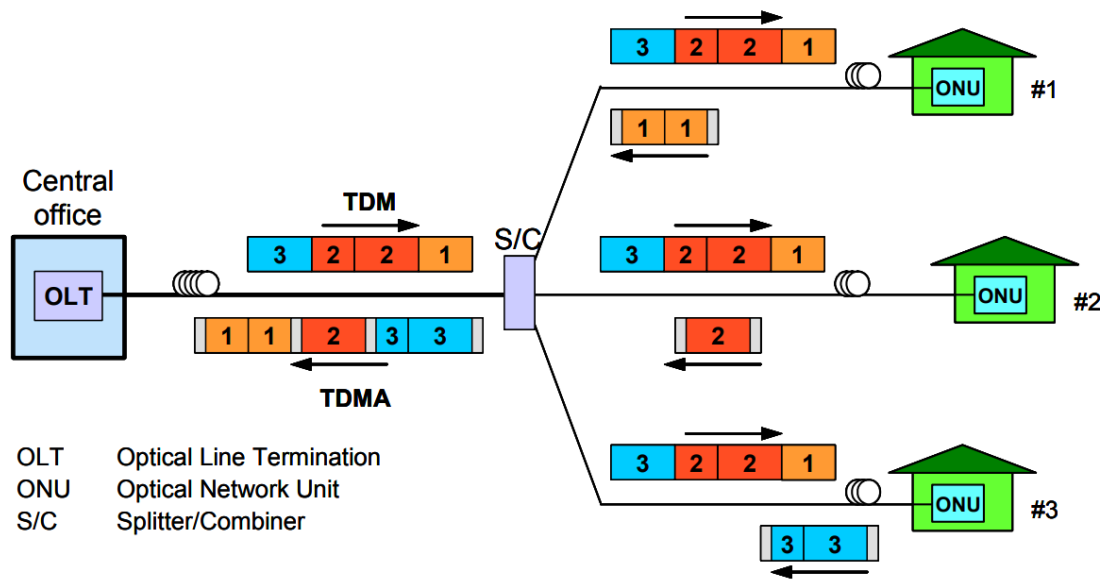 3 2 2 1
ONU
#1
1 1
Central
office
TDM
S/C
3 2 2 1
3 2 2 1
OLT
ONU
#2
1 1 2 3 3
2
TDMA
3 2 2 1
OLT Optical Line Termination
ONU Optical Network Unit
S/C Splitter/Combiner
ONU
#3
3 3